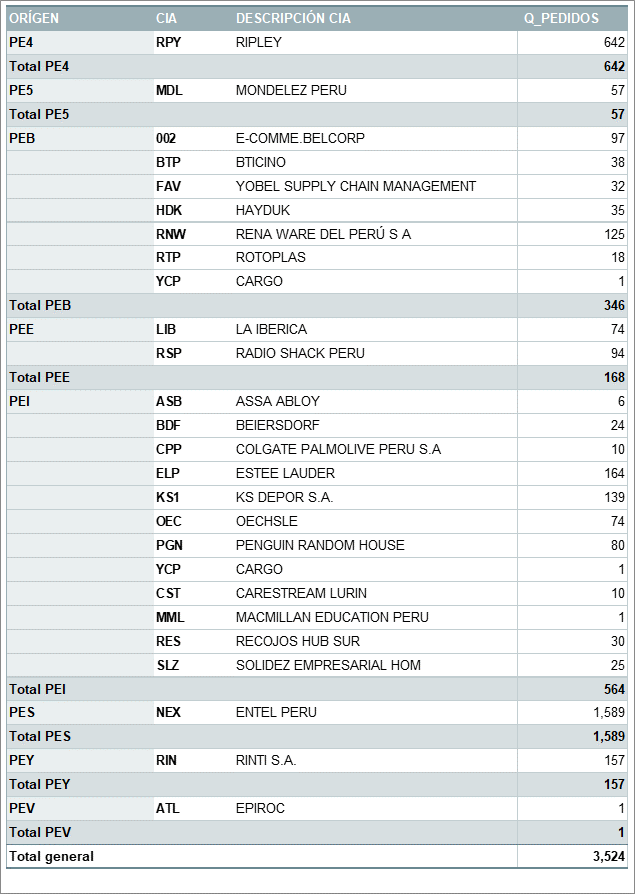 ORÍGEN CIA DESCRIPCIÓN CIA Q_PEDIDOS
PE4 RPY RIPLEY 642
Total PE4 642
PE5 MDL MONDELEZ PERU 57
Total PE5 57
PEB 002 E-COMME.BELCORP 97
BTP BTICINO 38
FAV YOBEL SUPPLY CHAIN MANAGEMENT 32
HDK HAYDUK 35
RNW RENA WARE DEL PERÚ S A 125
RTP ROTOPLAS 18
YCP CARGO 1
Total PEB 346
PEE LIB LA IBERICA 74
RSP RADIO SHACK PERU 94
Total PEE 168
PEI ASB ASSA ABLOY 6
BDF BEIERSDORF 24
CPP COLGATE PALMOLIVE PERU S.A 10
ELP ESTEE LAUDER 164
KS1 KS DEPOR S.A. 139
OEC OECHSLE 74
PGN PENGUIN RANDOM HOUSE 80
YCP CARGO 1
CST CARESTREAM LURIN 10
MML MACMILLAN EDUCATION PERU 1
RES RECOJOS HUB SUR 30
SLZ SOLIDEZ EMPRESARIAL HOM 25
Total PEI 564
PES NEX ENTEL PERU 1,589
Total PES 1,589
PEY RIN RINTI S.A. 157
Total PEY 157
PEV ATL EPIROC 1
Total PEV 1
Total general 3,524